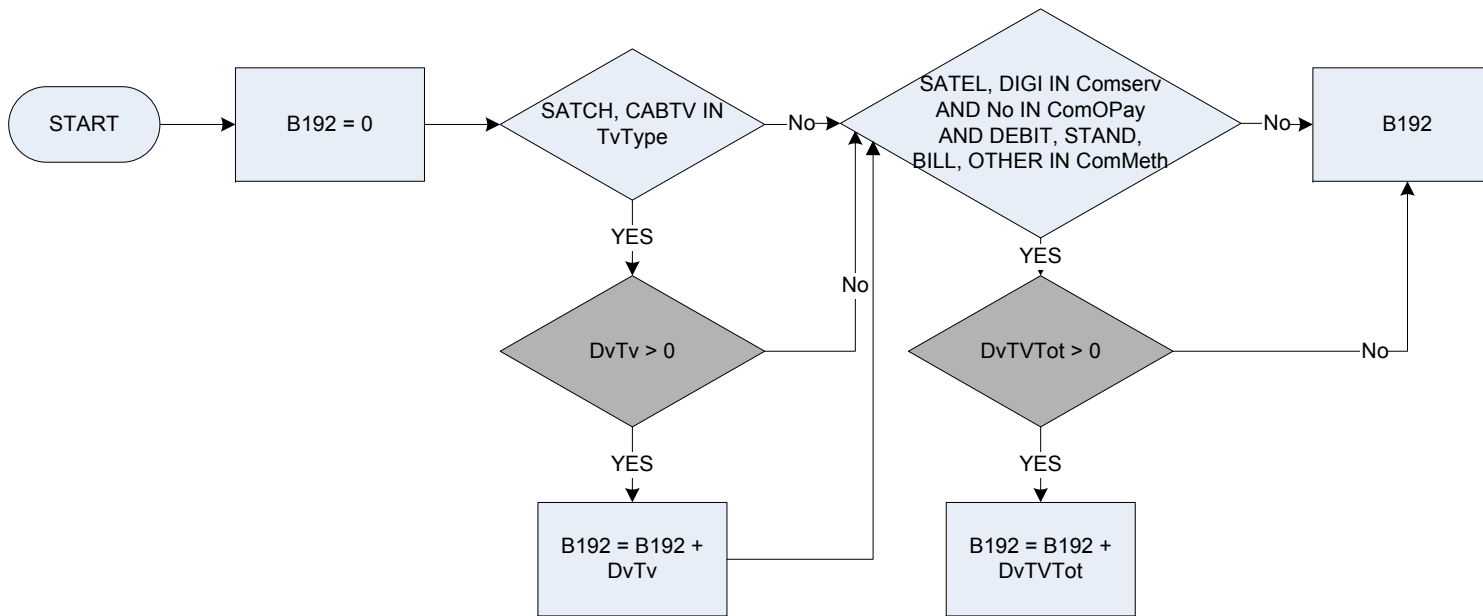 START
B192 = 0
SATCH, CABTV IN
TvType
No
SATEL, DIGI IN Comserv
AND No IN ComOPay
AND DEBIT, STAND,
BILL, OTHER IN ComMeth
No
B192
YES
YES
No
DvTv > 0
DvTVTot > 0
No
YES
YES
B192 = B192 +
DvTv
B192 = B192 +
DvTVTot